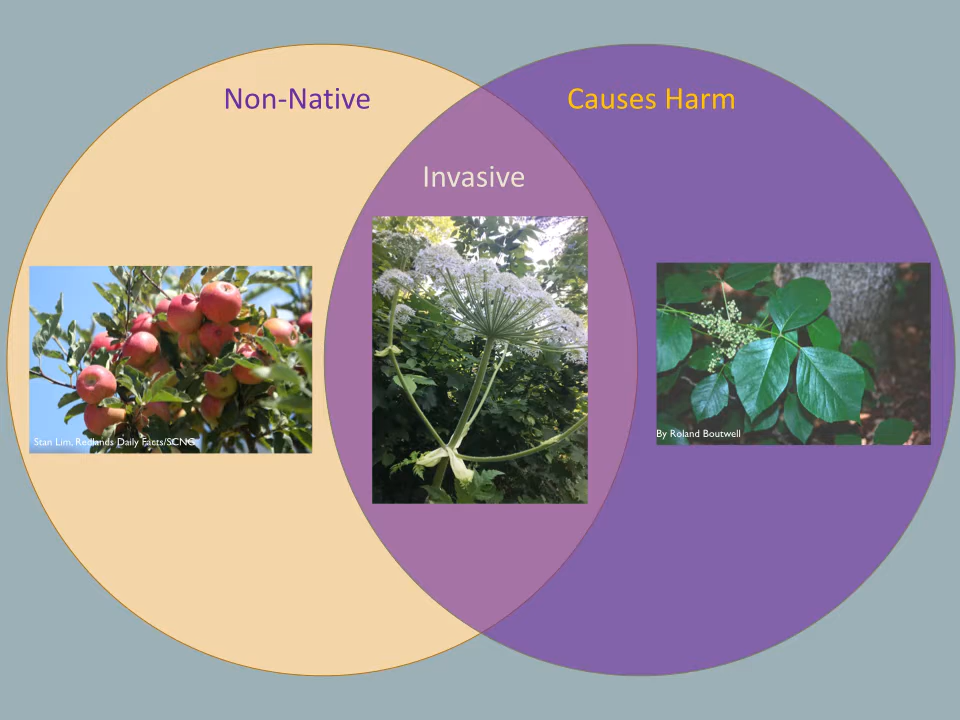 Non-Native
Causes Harm
Invasive
Stan Lim, Redlands Daily Facts/SCNG
By Roland Boutwell